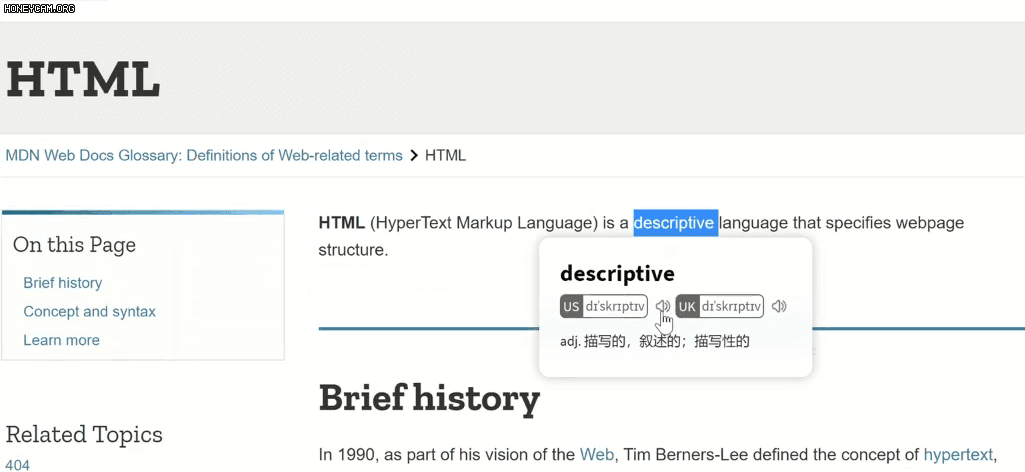 HONEYCAM.ORG
HTML
MDN Web Docs Glossary: Definitions of Web-related terms > HTML
On this Page
Brief history
Concept and syntax
Learn more
Related Topics
404
HTML (HyperText Markup Language) is a descriptive language that specifies webpage
structure.
descriptive
US dɪˈskrɪptɪv UK dɪˈskrɪptɪv
adj. 描写的，叙述的；描写性的
Brief history
In 1990, as part of his vision of the Web, Tim Berners-Lee defined the concept of hypertext,